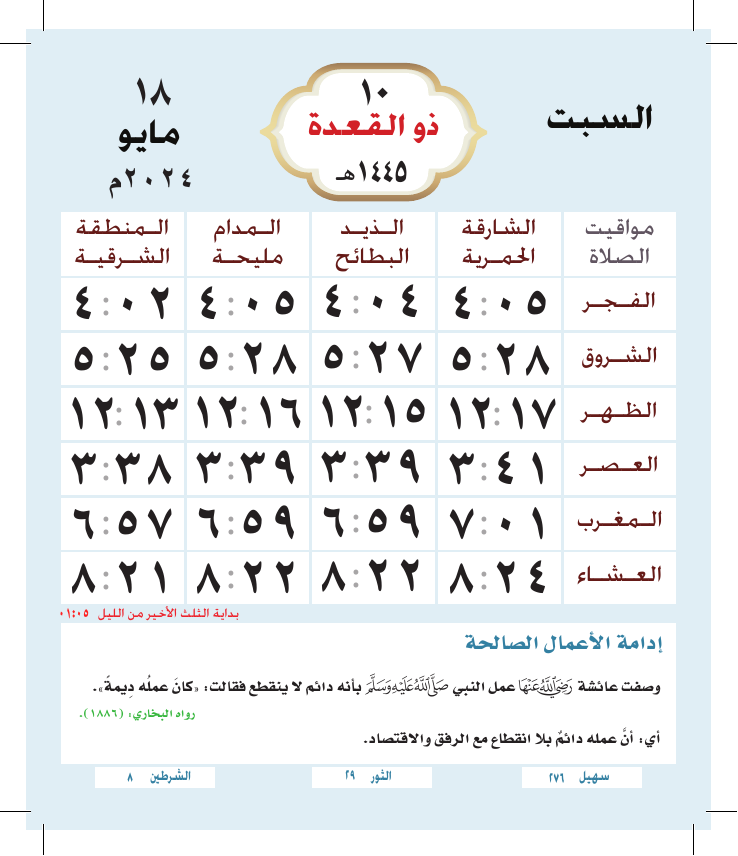 السبت
١٠
ذو القعدة
١٤٤٥هـ
١٨
مايو
٢٠٢٤م
مواقيت الصلاة | الشارقة الحمرية | الذيد البطائح | المدام مليحة | المنطقة الشرقية
الفجر ٤:٠٥ ٤:٠٤ ٤:٠٥ ٤:٠٢
الشروق ٥:٢٨ ٥:٢٧ ٥:٢٨ ٥:٢٥
الظهر ١٢:١٧ ١٢:١٥ ١٢:١٦ ١٢:١٣
العصر ٣:٤١ ٣:٣٩ ٣:٣٩ ٣:٣٨
المغرب ٧:٠١ ٦:٥٩ ٦:٥٩ ٦:٥٧
العشاء ٨:٢٤ ٨:٢٢ ٨:٢٢ ٨:٢١
بداية الثلث الأخير من الليل ٠١:٠٥
إدامة الأعمال الصالحة
وصفت عائشة رَضِيَ اللَّهُ عَنْهَا عمل النبي صَلَّى اللَّهُ عَلَيْهِ وَسَلَّمَ بأنه دائم لا ينقطع فقالت: «كانَ عملُه دِيمةً».
رواه البخاري: (١٨٨٦).
أي: أنَّ عمله دائمٌ بلا انقطاع مع الرفق والاقتصاد.
سهيل ٢٧٦
الثور ٢٩
الشرطين ٨